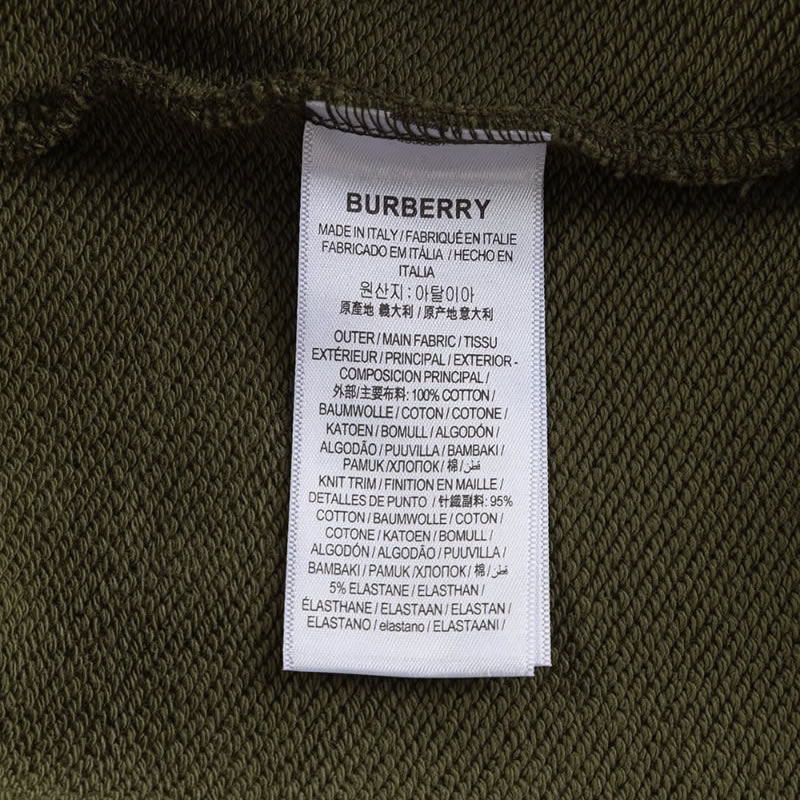 BURBERRY
MADE IN ITALY / FABRIQUÉ EN ITALIE
FABRICADO EM ITÁLIA / HECHO EN
ITALIA
원산지 : 아탈이아
原產地 義大利 / 原产地 意大利
OUTER / MAIN FABRIC / TISSU
EXTÉRIEUR / PRINCIPAL / EXTERIOR -
COMPOSICION PRINCIPAL /
外部/主要布料: 100% COTTON /
BAUMWOLLE / COTON / COTONE /
KATOEN / BOMULL / ALGODÓN /
ALGODÃO / PUUVILLA / BAMBAKI /
PAMUK /ХЛОПОК / 棉 / قطن
KNIT TRIM / FINITION EN MAILLE /
DETALLES DE PUNTO / 針織副料: 95%
COTTON / BAUMWOLLE / COTON /
COTONE / KATOEN / BOMULL /
ALGODÓN / ALGODÃO / PUUVILLA /
BAMBAKI / PAMUK /ХЛОПОК / 棉 / قطن
5% ELASTANE / ELASTHAN /
ÉLASTHANE / ELASTAAN / ELASTAN /
ELASTANO / elastano / ELASTAANI /